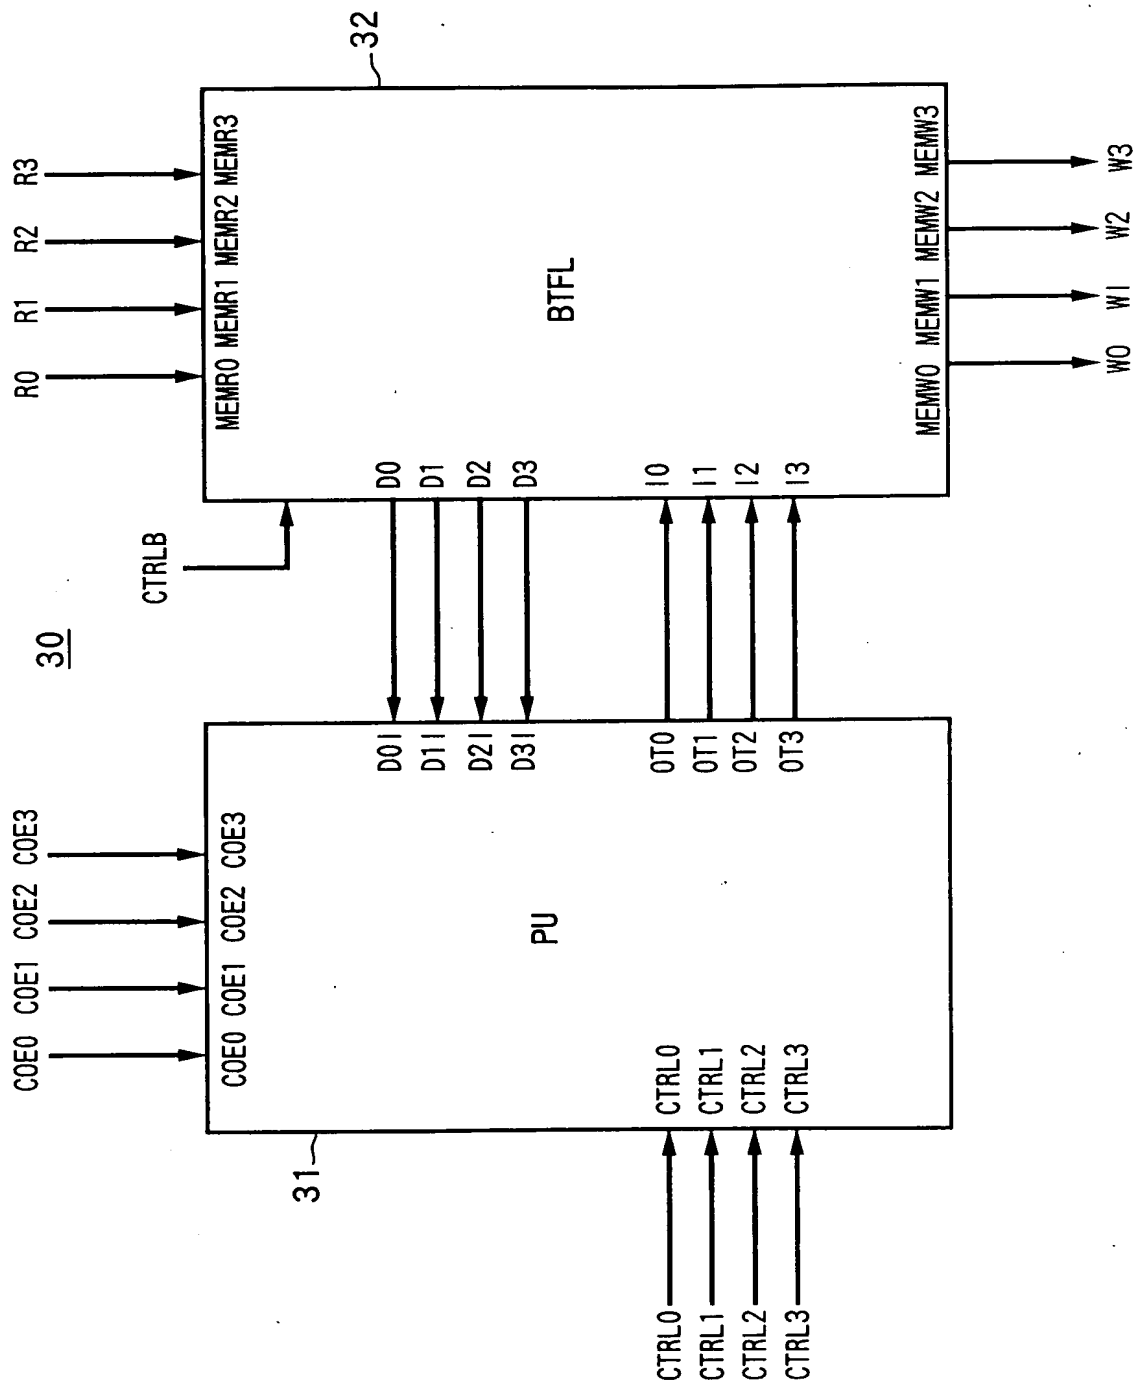 COE0 COE1 COE2 COE3 R0 R1 R2 R3
30
CTRLB
COE0 COE1 COE2 COE3 MEMR0 MEMR1 MEMR2 MEMR3
31
32
D0I D0
D1I D1
D2I D2
D3I D3
PU BTFL
CTRL0 CTRL0 OT0 I0
CTRL1 CTRL1 OT1 I1
CTRL2 CTRL2 OT2 I2
CTRL3 CTRL3 OT3 I3
MEMW0 MEMW1 MEMW2 MEMW3
W0 W1 W2 W3